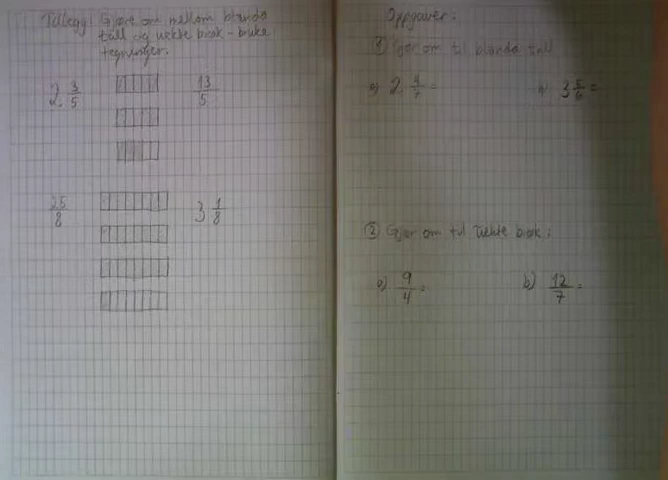 Tillegg: Gjøre om mellom blanda
tall og uekte brøk - bruke
tegninger.
2 3/5 13/5
25/8 3 1/8
Oppgaver:
1) Gjør om til blanda tall
a) 2 4/7 = b) 3 5/6 =
2) Gjør om til uekte brøk:
a) 9/4 = b) 12/7 =